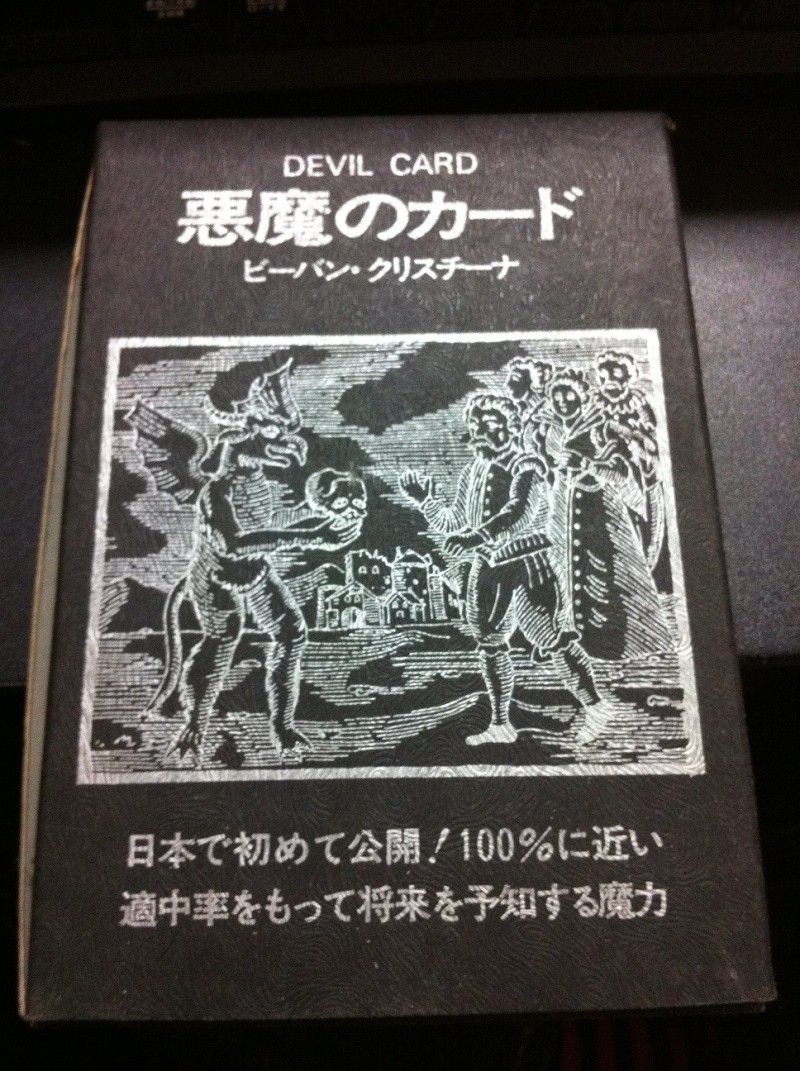 DEVIL CARD
悪魔のカード
ビーバン・クリスチーナ
日本で初めて公開!100%に近い
適中率をもって将来を予知する魔力